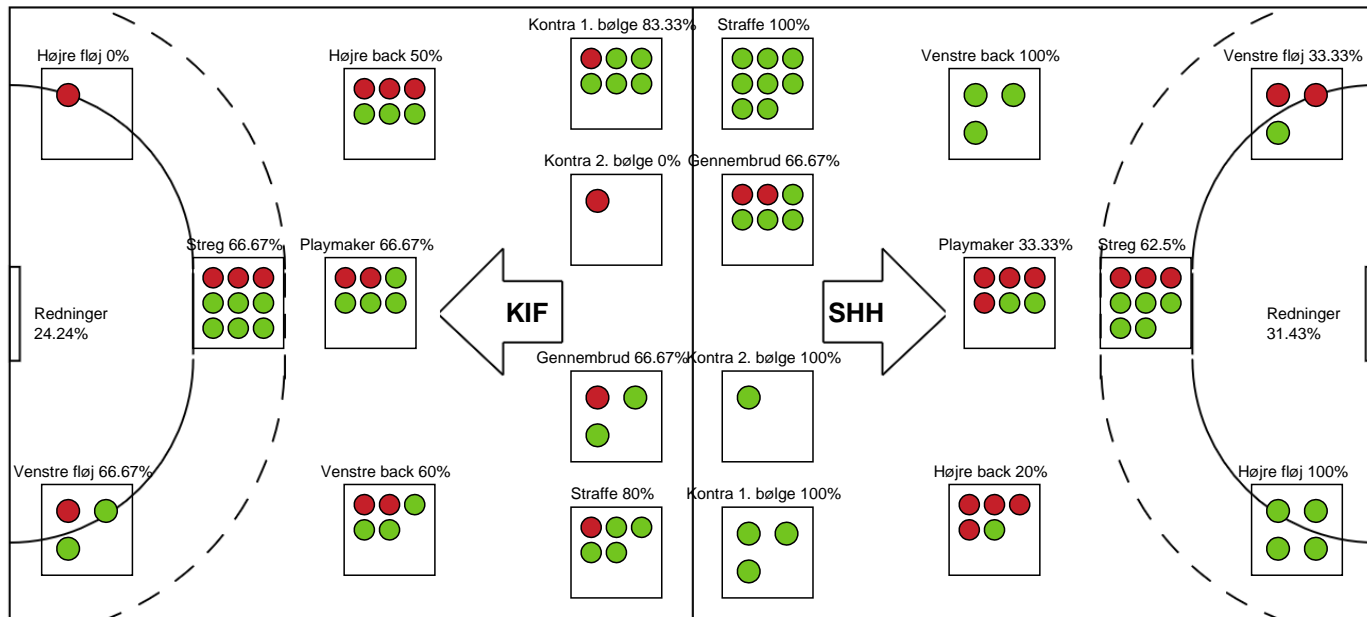 Kontra 1. bølge 83.33%
Straffe 100%
Højre fløj 0%
Højre back 50%
Venstre back 100%
Venstre fløj 33.33%
Kontra 2. bølge 0%
Gennembrud 66.67%
Streg 66.67%
Playmaker 66.67%
Playmaker 33.33%
Streg 62.5%
Redninger
24.24%
KIF
SHH
Redninger
31.43%
Gennembrud 66.67%
Kontra 2. bølge 100%
Venstre fløj 66.67%
Venstre back 60%
Højre back 20%
Højre fløj 100%
Straffe 80%
Kontra 1. bølge 100%